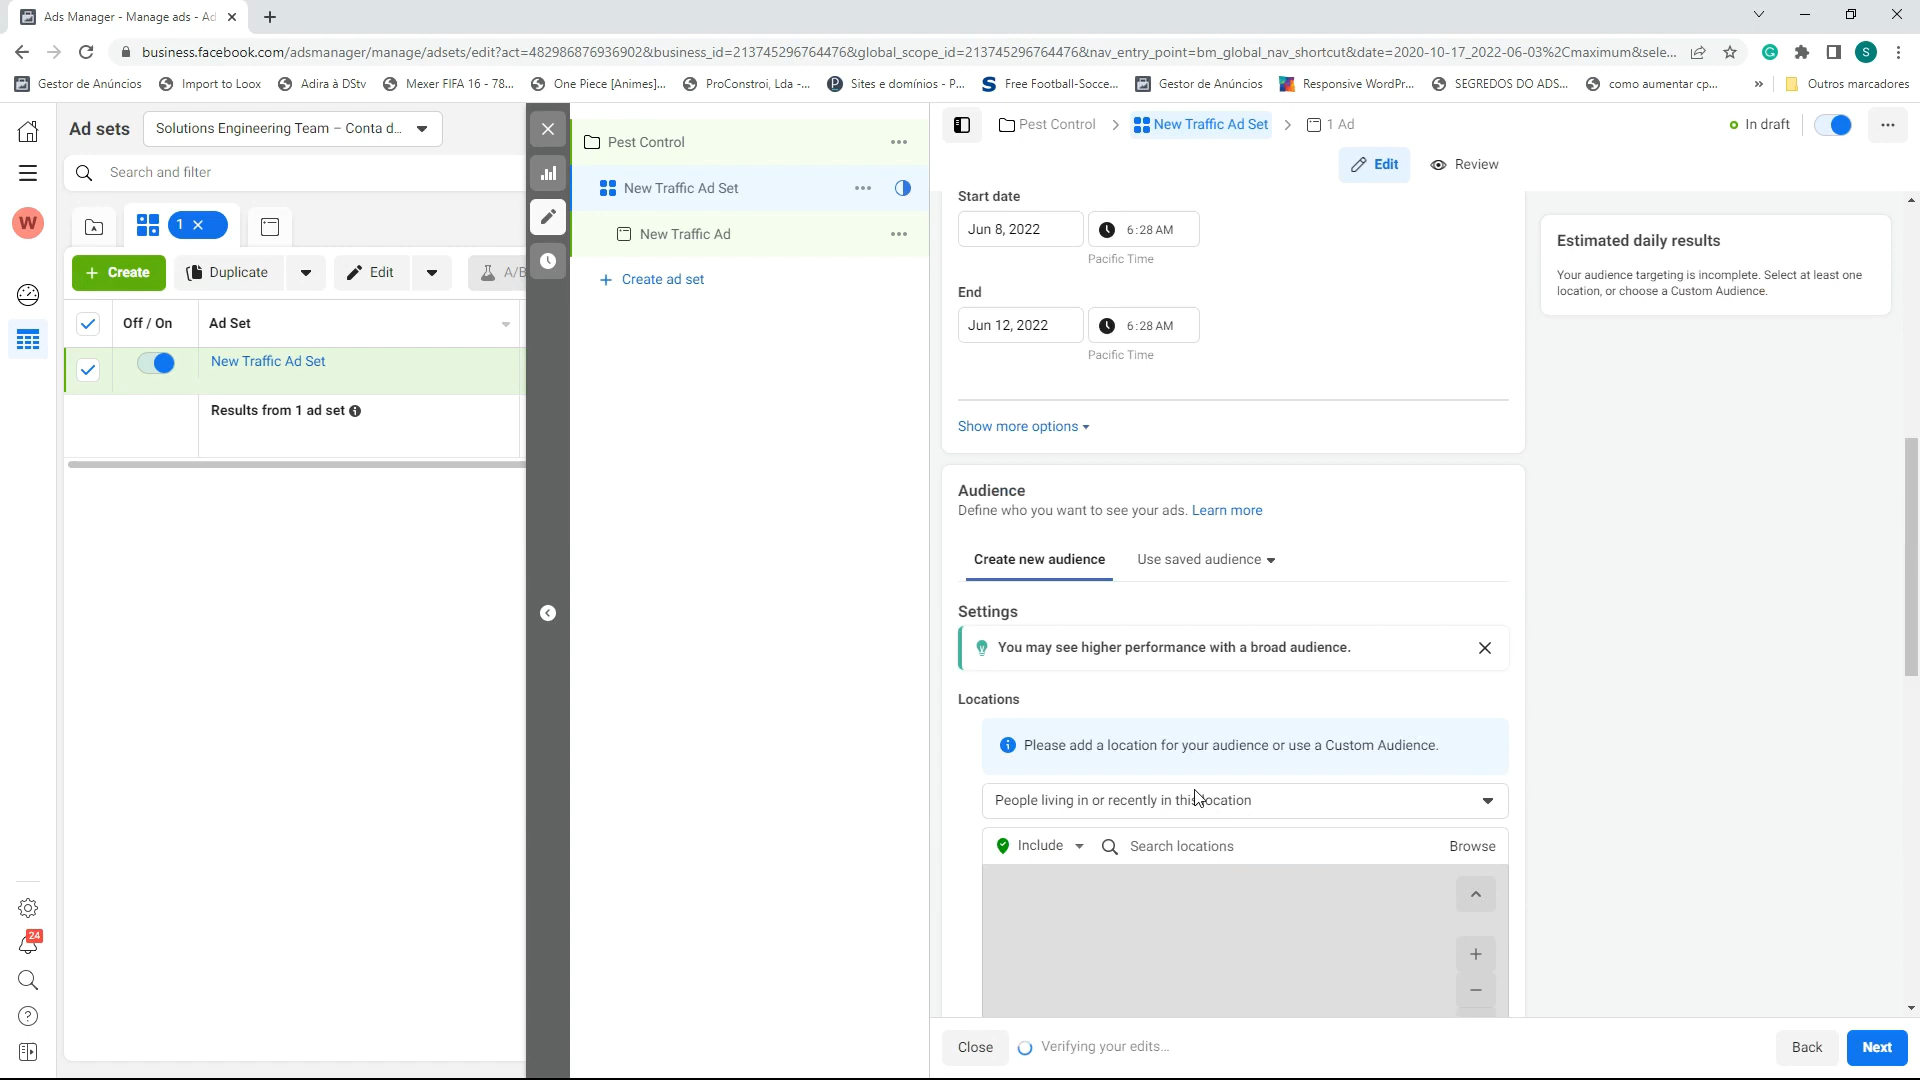 Ads Manager - Manage ads - Ad
business.facebook.com/adsmanager/manage/adsets/edit?act=482986876936902&business_id=213745296764476&global_scope_id=213745296764476&nav_entry_point=bm_global_nav_shortcut&date=2020-10-17_2022-06-03%2Cmaximum&sele...
S
Gestor de Anúncios
Import to Loox
Adira à DStv
Mexer FIFA 16 - 78...
One Piece [Animes]...
ProConstroi, Lda -...
Sites e domínios - P...
Free Football-Socce...
Gestor de Anúncios
Responsive WordPr...
SEGREDOS DO ADS...
como aumentar cp...
»
Outros marcadores
Ad sets
Solutions Engineering Team – Conta d...
Search and filter
W
1
Create
Duplicate
Edit
A/B
Off / On
Ad Set
New Traffic Ad Set
Results from 1 ad set
24
Pest Control
New Traffic Ad Set
New Traffic Ad
Create ad set
Pest Control
New Traffic Ad Set
1 Ad
In draft
Edit
Review
Start date
Jun 8, 2022
6:28 AM
Pacific Time
End
Jun 12, 2022
6:28 AM
Pacific Time
Show more options
Audience
Define who you want to see your ads. Learn more
Create new audience
Use saved audience
Settings
You may see higher performance with a broad audience.
Locations
Please add a location for your audience or use a Custom Audience.
People living in or recently in this location
Include
Search locations
Browse
Estimated daily results
Your audience targeting is incomplete. Select at least one
location, or choose a Custom Audience.
Close
Verifying your edits...
Back
Next